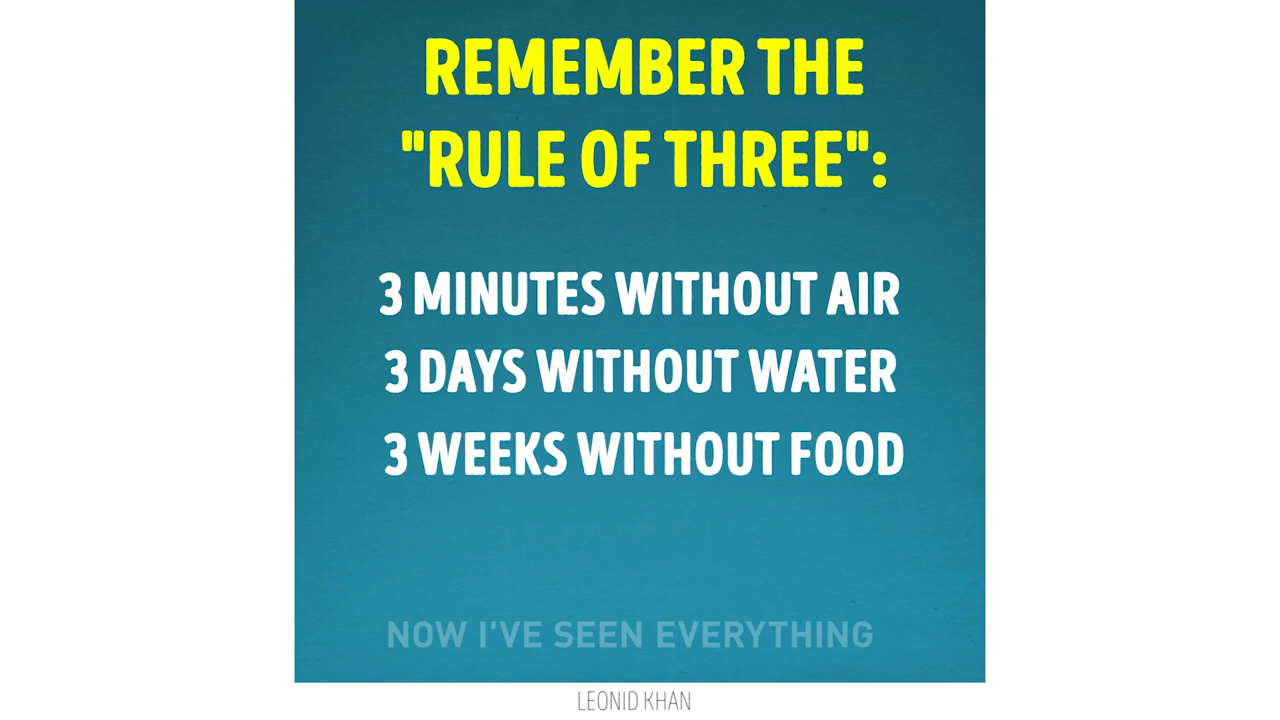 REMEMBER THE
"RULE OF THREE":
3 MINUTES WITHOUT AIR
3 DAYS WITHOUT WATER
3 WEEKS WITHOUT FOOD
NOW I'VE SEEN EVERYTHING
LEONID KHAN